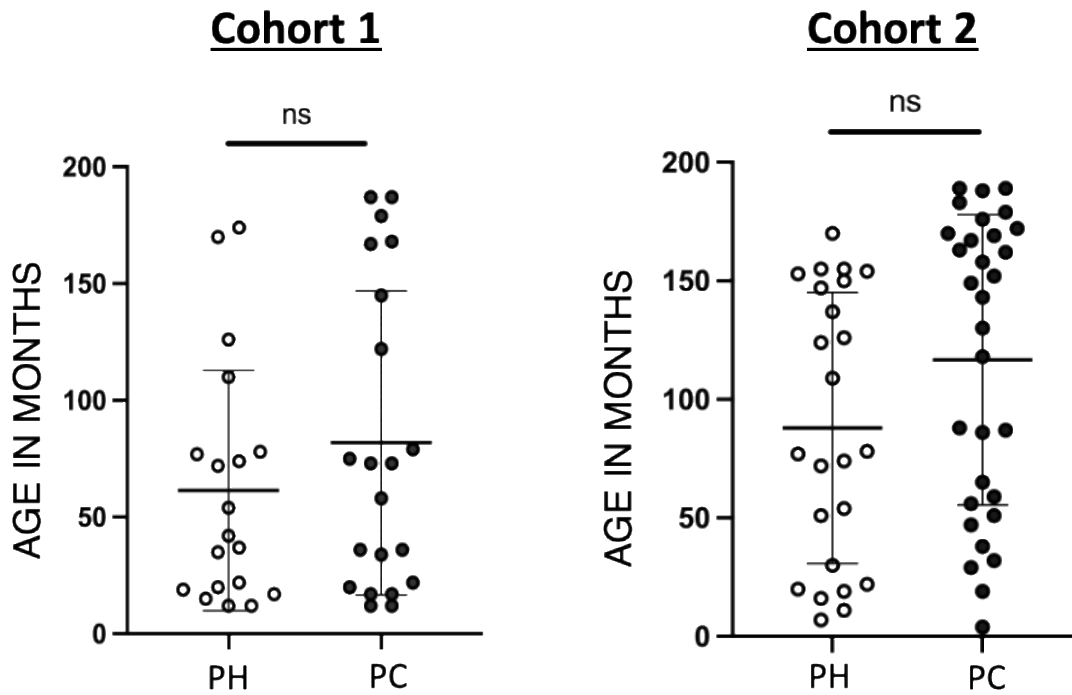 Cohort 1
ns
AGE IN MONTHS
200
150
100
50
0
PH
PC
Cohort 2
ns
AGE IN MONTHS
200
150
100
50
0
PH
PC